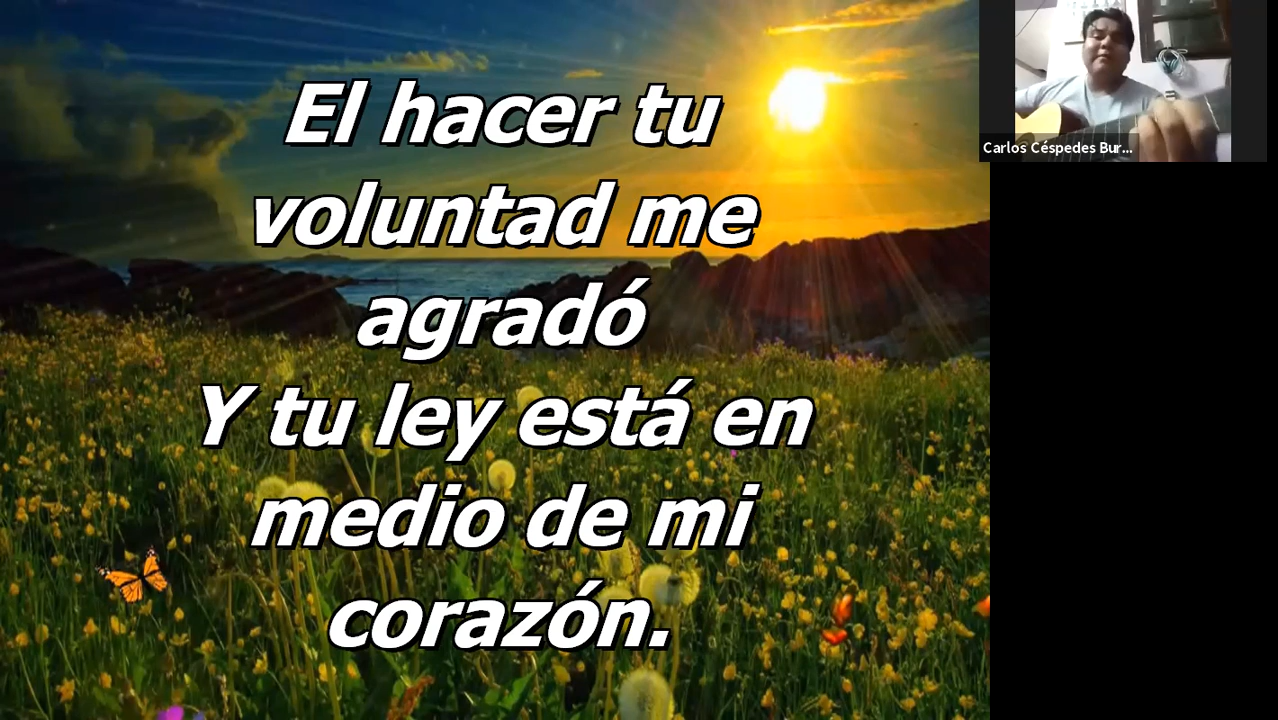 El hacer tu
voluntad me
agradó
Y tu ley está en
medio de mi
corazón.
Carlos Céspedes Bur...